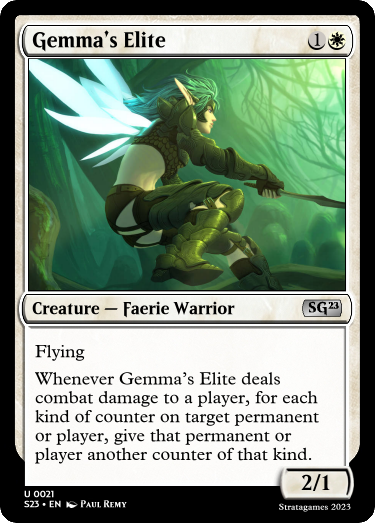 Gemma's Elite 1
Creature — Faerie Warrior SG23
Flying
Whenever Gemma's Elite deals
combat damage to a player, for each
kind of counter on target permanent
or player, give that permanent or
player another counter of that kind.
2/1
U 0021
S23 • EN Paul Remy
Stratagames 2023